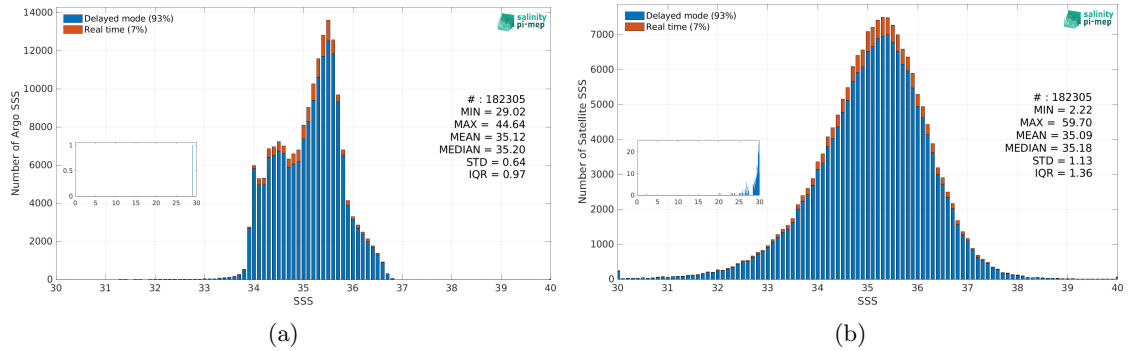 Delayed mode (93%)
Real time (7%)
salinity
pi-mep
14000
12000
10000
8000
6000
4000
2000
0
Number of Argo SSS
# : 182305
MIN = 29.02
MAX = 44.64
MEAN = 35.12
MEDIAN = 35.20
STD = 0.64
IQR = 0.97
1
0.5
0
0 5 10 15 20 25 30
30 31 32 33 34 35 36 37 38 39 40
SSS
(a)
Delayed mode (93%)
Real time (7%)
salinity
pi-mep
7000
6000
5000
4000
3000
2000
1000
0
Number of Satellite SSS
# : 182305
MIN = 2.22
MAX = 59.70
MEAN = 35.09
MEDIAN = 35.18
STD = 1.13
IQR = 1.36
20
10
0
0 5 10 15 20 25 30
30 31 32 33 34 35 36 37 38 39 40
SSS
(b)